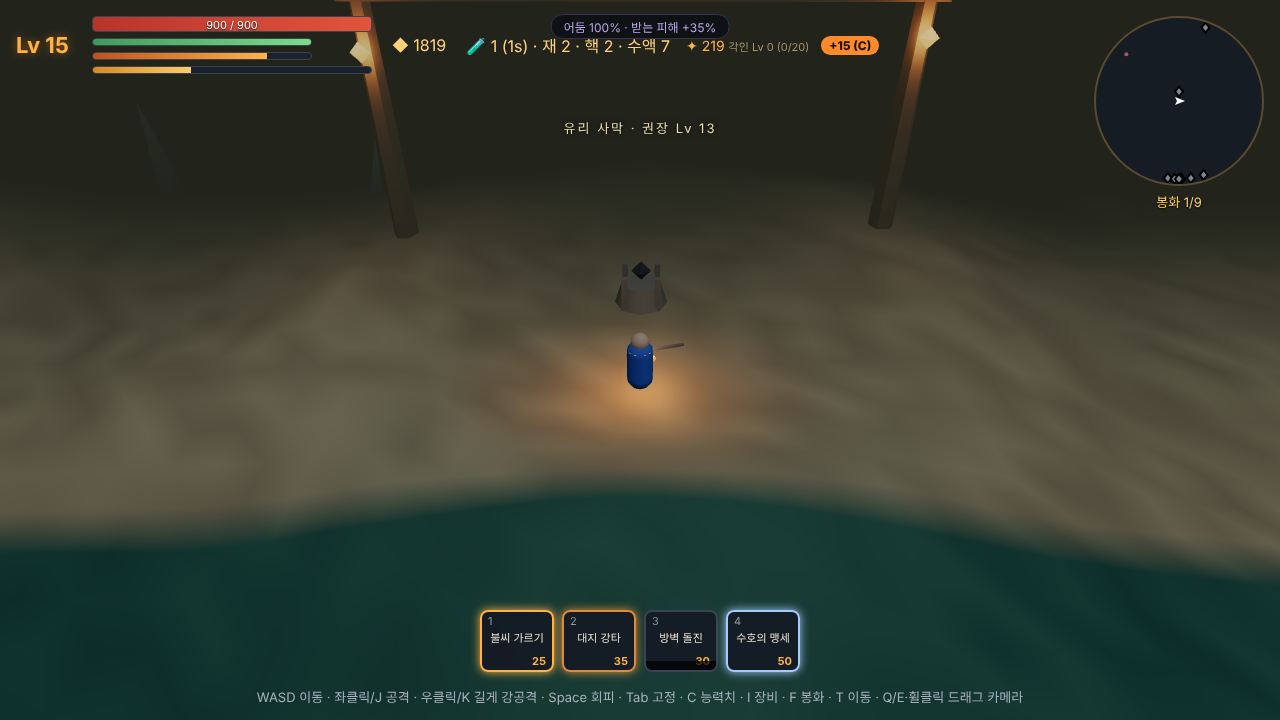 어둠 100% · 받는 피해 +35%
900 / 900
Lv 15
1819
1 (1s) · 재 2 · 핵 2 · 수액 7
219 각인 Lv 0 (0/20)
+15 (C)
유리 사막 · 권장 Lv 13
봉화 1/9
1 불씨 가르기 25
2 대지 강타 35
3 방벽 돌진 30
4 수호의 맹세 50
WASD 이동 · 좌클릭/J 공격 · 우클릭/K 길게 강공격 · Space 회피 · Tab 고정 · C 능력치 · I 장비 · F 봉화 · T 이동 · Q/E·휠클릭 드래그 카메라